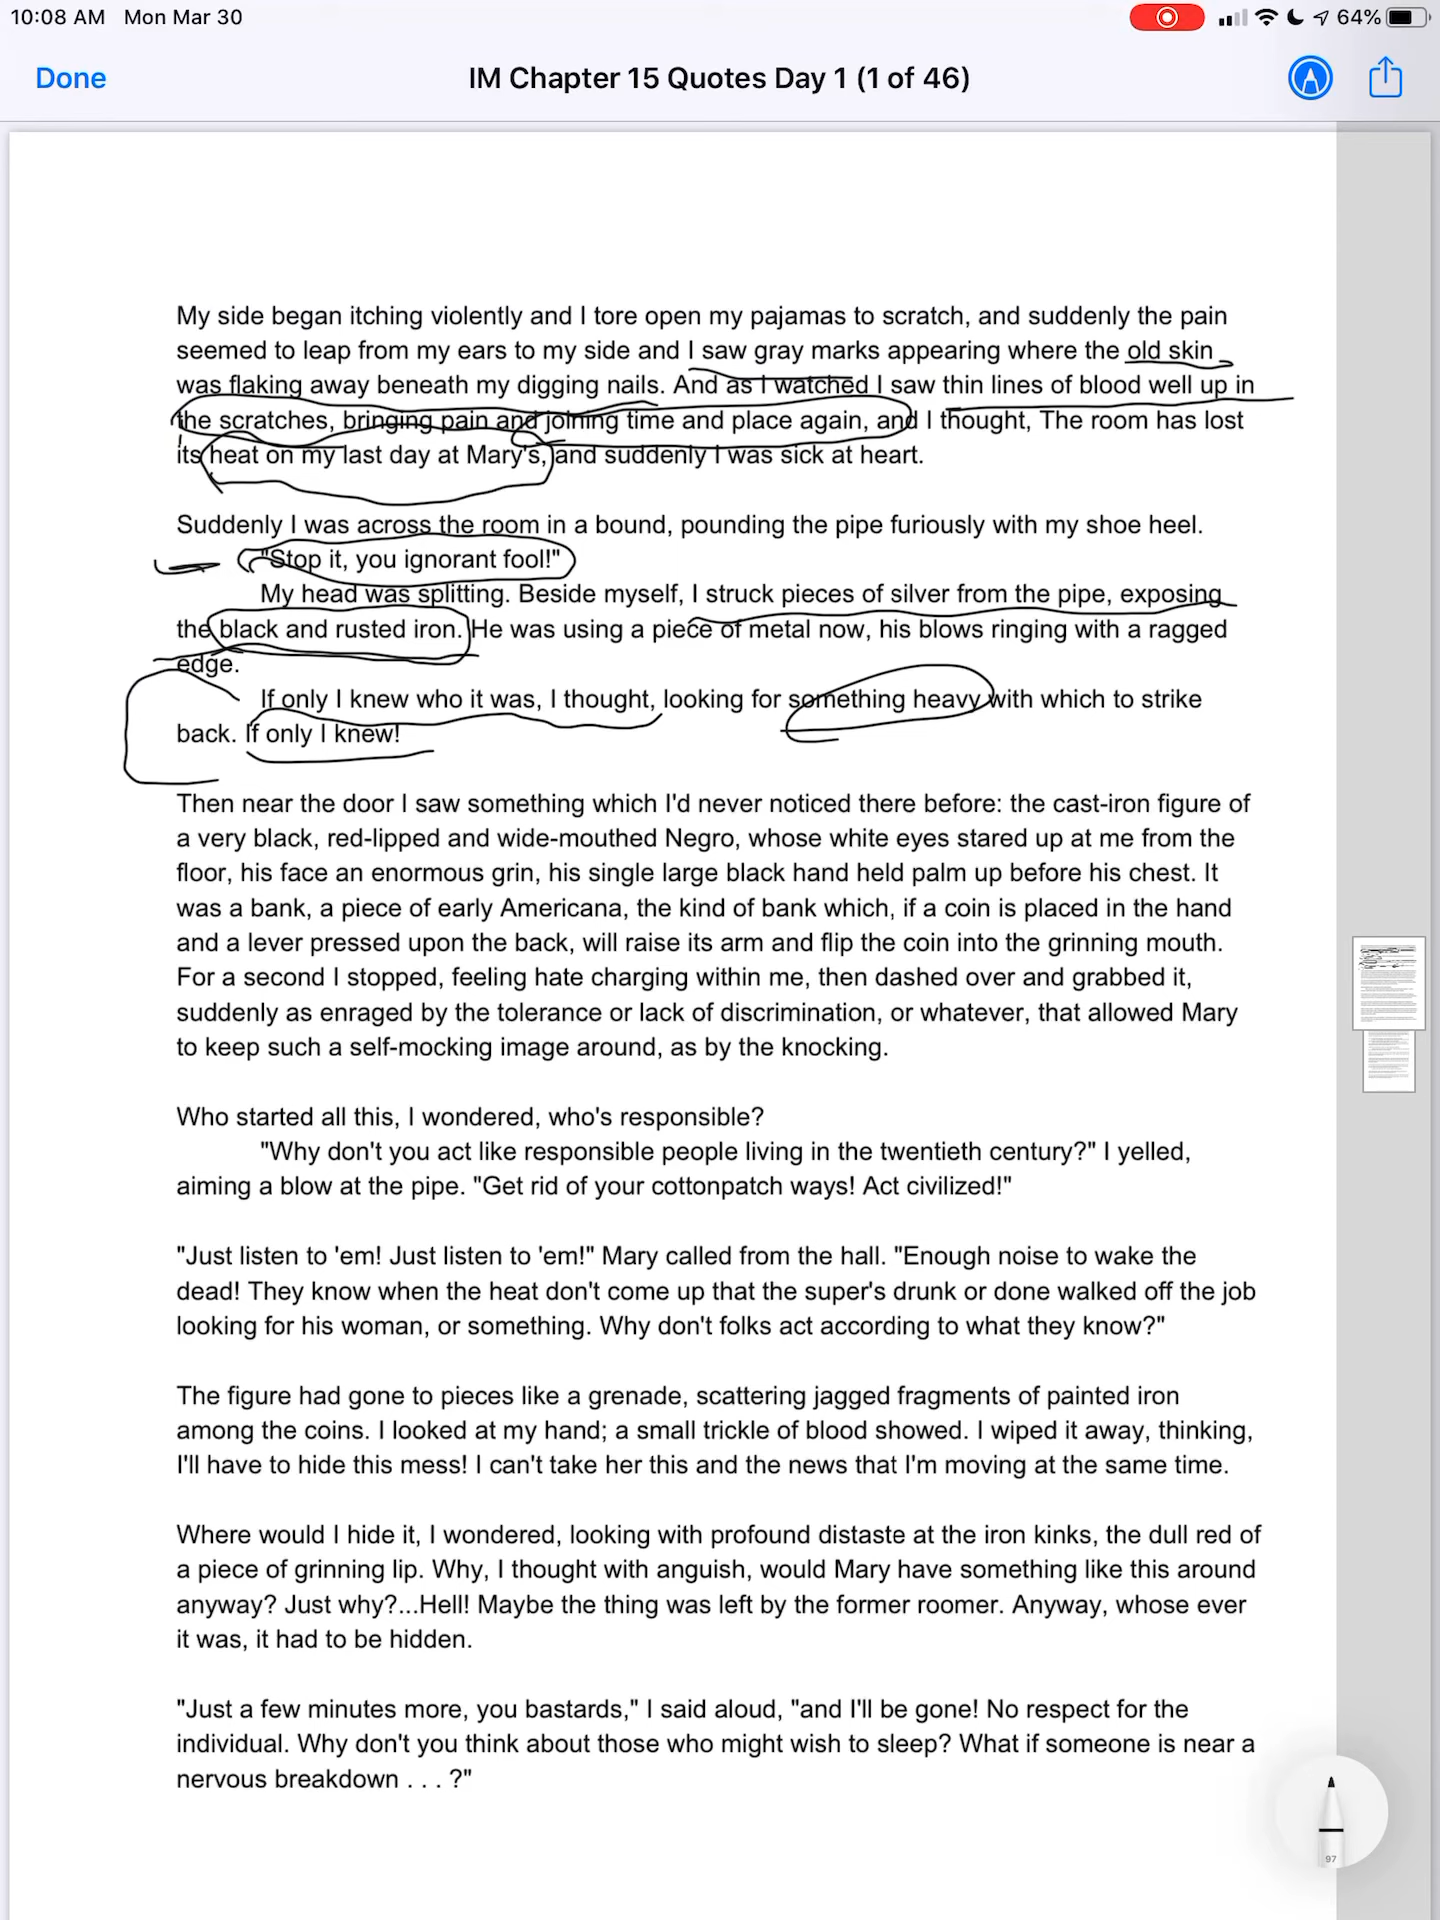 10:08 AM Mon Mar 30
64%
Done
IM Chapter 15 Quotes Day 1 (1 of 46)
My side began itching violently and I tore open my pajamas to scratch, and suddenly the pain
seemed to leap from my ears to my side and I saw gray marks appearing where the old skin
was flaking away beneath my digging nails. And as I watched I saw thin lines of blood well up in
the scratches, bringing pain and joining time and place again, and I thought, The room has lost
its heat on my last day at Mary's, and suddenly I was sick at heart.
Suddenly I was across the room in a bound, pounding the pipe furiously with my shoe heel.
"Stop it, you ignorant fool!"
My head was splitting. Beside myself, I struck pieces of silver from the pipe, exposing
the black and rusted iron. He was using a piece of metal now, his blows ringing with a ragged
edge.
If only I knew who it was, I thought, looking for something heavy with which to strike
back. If only I knew!
Then near the door I saw something which I'd never noticed there before: the cast-iron figure of
a very black, red-lipped and wide-mouthed Negro, whose white eyes stared up at me from the
floor, his face an enormous grin, his single large black hand held palm up before his chest. It
was a bank, a piece of early Americana, the kind of bank which, if a coin is placed in the hand
and a lever pressed upon the back, will raise its arm and flip the coin into the grinning mouth.
For a second I stopped, feeling hate charging within me, then dashed over and grabbed it,
suddenly as enraged by the tolerance or lack of discrimination, or whatever, that allowed Mary
to keep such a self-mocking image around, as by the knocking.
Who started all this, I wondered, who's responsible?
"Why don't you act like responsible people living in the twentieth century?" I yelled,
aiming a blow at the pipe. "Get rid of your cottonpatch ways! Act civilized!"
"Just listen to 'em! Just listen to 'em!" Mary called from the hall. "Enough noise to wake the
dead! They know when the heat don't come up that the super's drunk or done walked off the job
looking for his woman, or something. Why don't folks act according to what they know?"
The figure had gone to pieces like a grenade, scattering jagged fragments of painted iron
among the coins. I looked at my hand; a small trickle of blood showed. I wiped it away, thinking,
I'll have to hide this mess! I can't take her this and the news that I'm moving at the same time.
Where would I hide it, I wondered, looking with profound distaste at the iron kinks, the dull red of
a piece of grinning lip. Why, I thought with anguish, would Mary have something like this around
anyway? Just why?...Hell! Maybe the thing was left by the former roomer. Anyway, whose ever
it was, it had to be hidden.
"Just a few minutes more, you bastards," I said aloud, "and I'll be gone! No respect for the
individual. Why don't you think about those who might wish to sleep? What if someone is near a
nervous breakdown . . . ?"
97